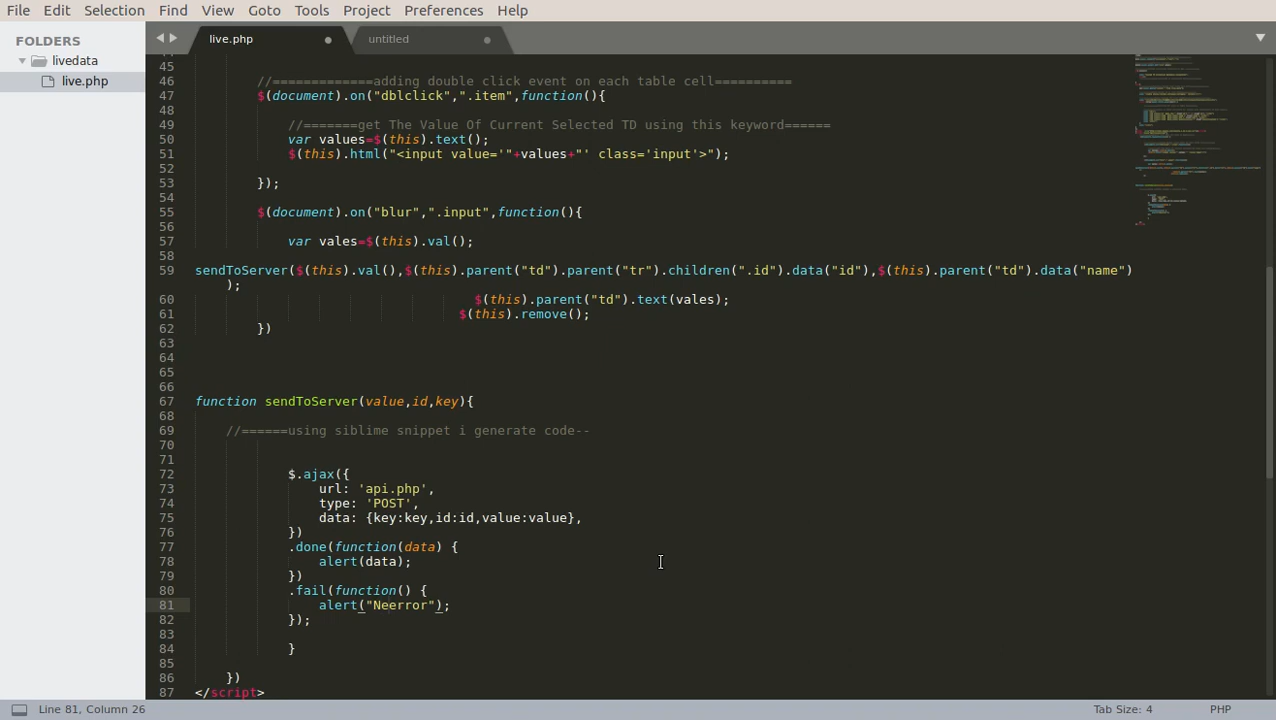 File Edit Selection Find View Goto Tools Project Preferences Help
FOLDERS
livedata
live.php
live.php
untitled
45
46 //=============adding double click event on each table cell==========
47 $(document).on("dblclick",".item",function(){
48
49 //=======get The Value Of Current Selected TD using this keyword======
50 var values=$(this).text();
51 $(this).html("<input value='"+values+"' class='input'>");
52
53 });
54
55 $(document).on("blur",".input",function(){
56
57 var vales=$(this).val();
58
59 sendToServer($(this).val(),$(this).parent("td").parent("tr").children(".id").data("id"),$(this).parent("td").data("name")
);
60 $(this).parent("td").text(vales);
61 $(this).remove();
62 })
63
64
65
66
67 function sendToServer(value,id,key){
68
69 //======using siblime snippet i generate code--
70
71
72 $.ajax({
73 url: 'api.php',
74 type: 'POST',
75 data: {key:key,id:id,value:value},
76 })
77 .done(function(data) {
78 alert(data);
79 })
80 .fail(function() {
81 alert("Neerror");
82 });
83
84 }
85
86 })
87 </script>
Line 81, Column 26
Tab Size: 4
PHP